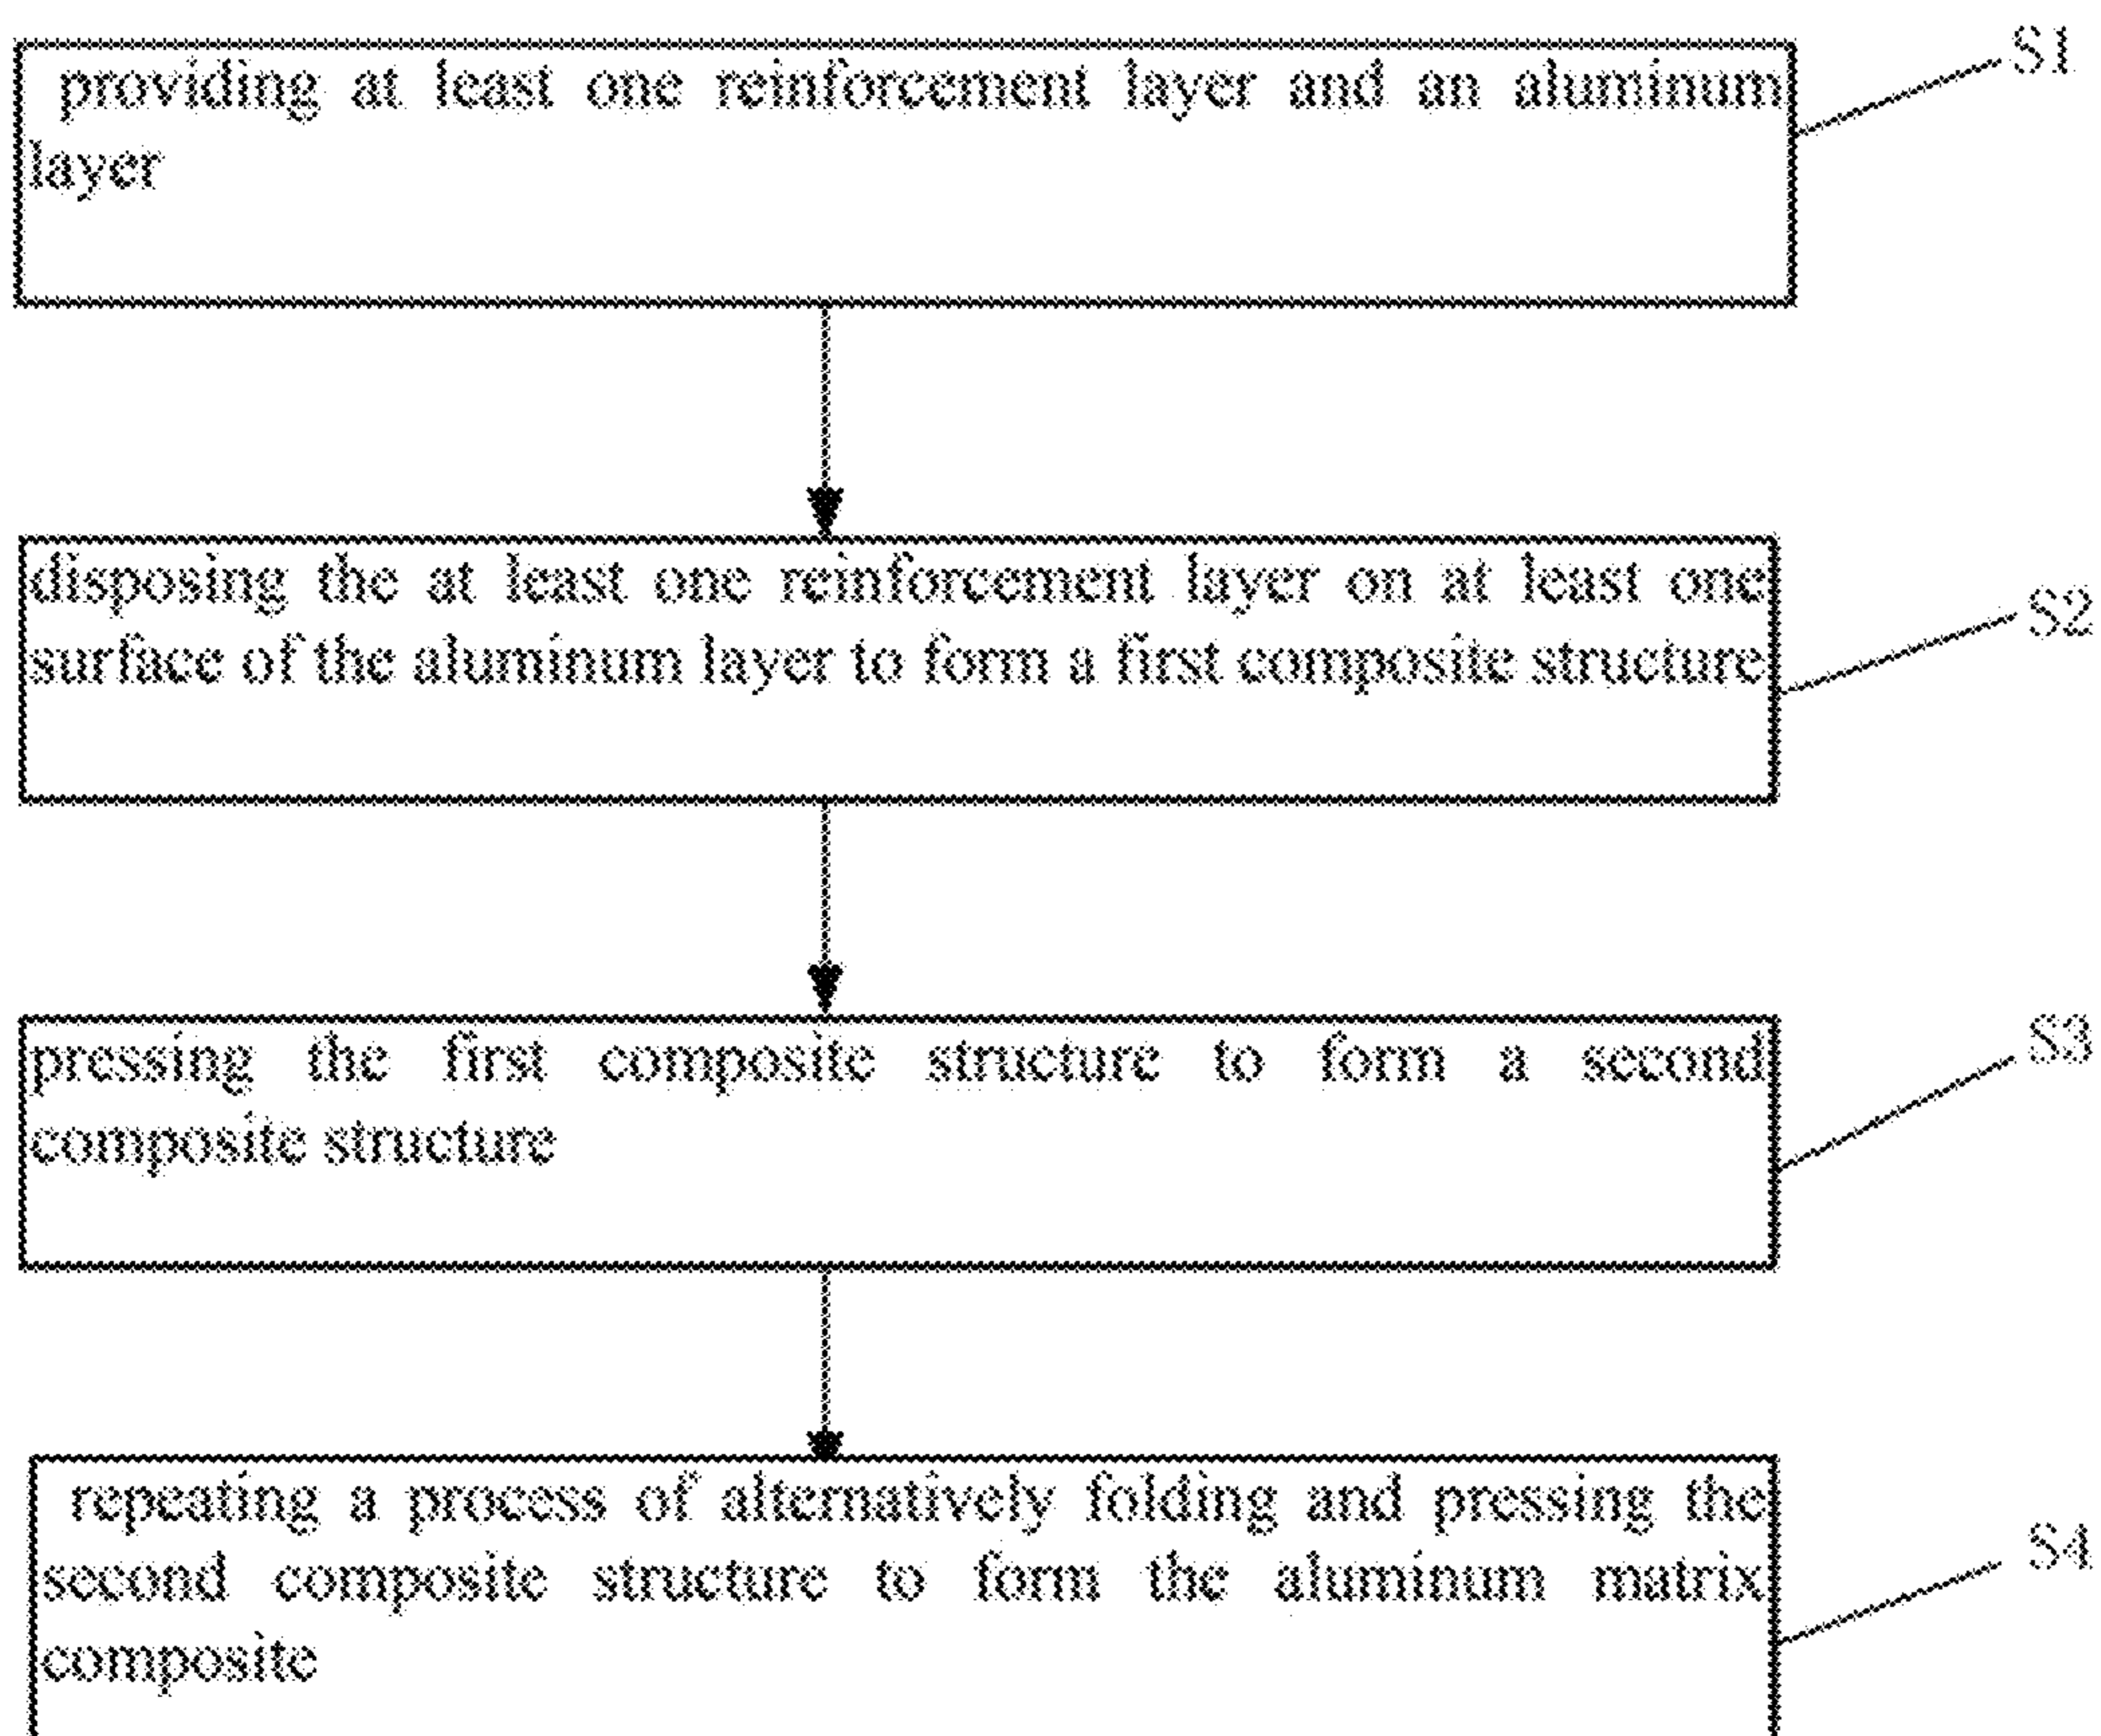 providing at least one reinforcement layer and an aluminum
layer
S1
disposing the at least one reinforcement layer on at least one
surface of the aluminum layer to form a first composite structure
S2
pressing the first composite structure to form a second
composite structure
S3
repeating a process of alternatively folding and pressing the
second composite structure to form the aluminum matrix
composite
S4